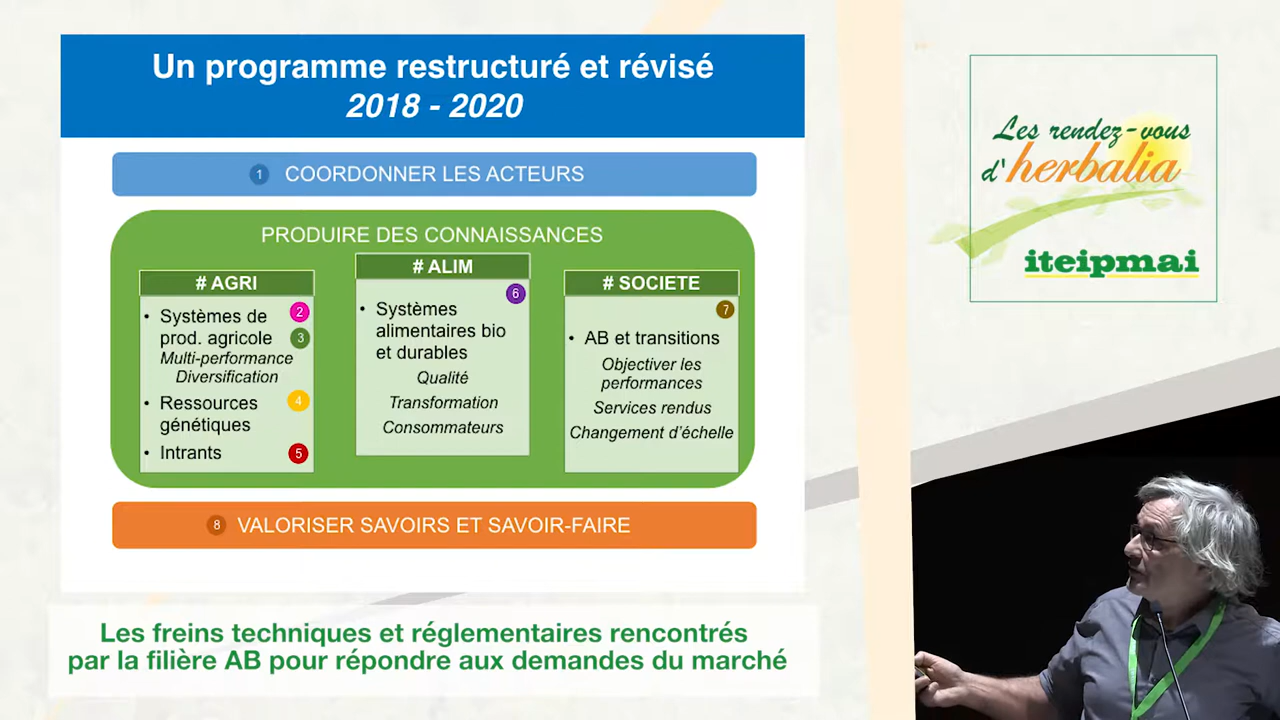 Un programme restructuré et révisé
2018 - 2020
1 COORDONNER LES ACTEURS
PRODUIRE DES CONNAISSANCES
# AGRI
• Systèmes de 2
prod. agricole 3
Multi-performance
Diversification
• Ressources 4
génétiques
• Intrants 5
# ALIM
6
• Systèmes
alimentaires bio
et durables
Qualité
Transformation
Consommateurs
# SOCIETE
7
• AB et transitions
Objectiver les
performances
Services rendus
Changement d'échelle
8 VALORISER SAVOIRS ET SAVOIR-FAIRE
Les freins techniques et réglementaires rencontrés
par la filière AB pour répondre aux demandes du marché
Les rendez-vous
d'herbalia
iteipmai